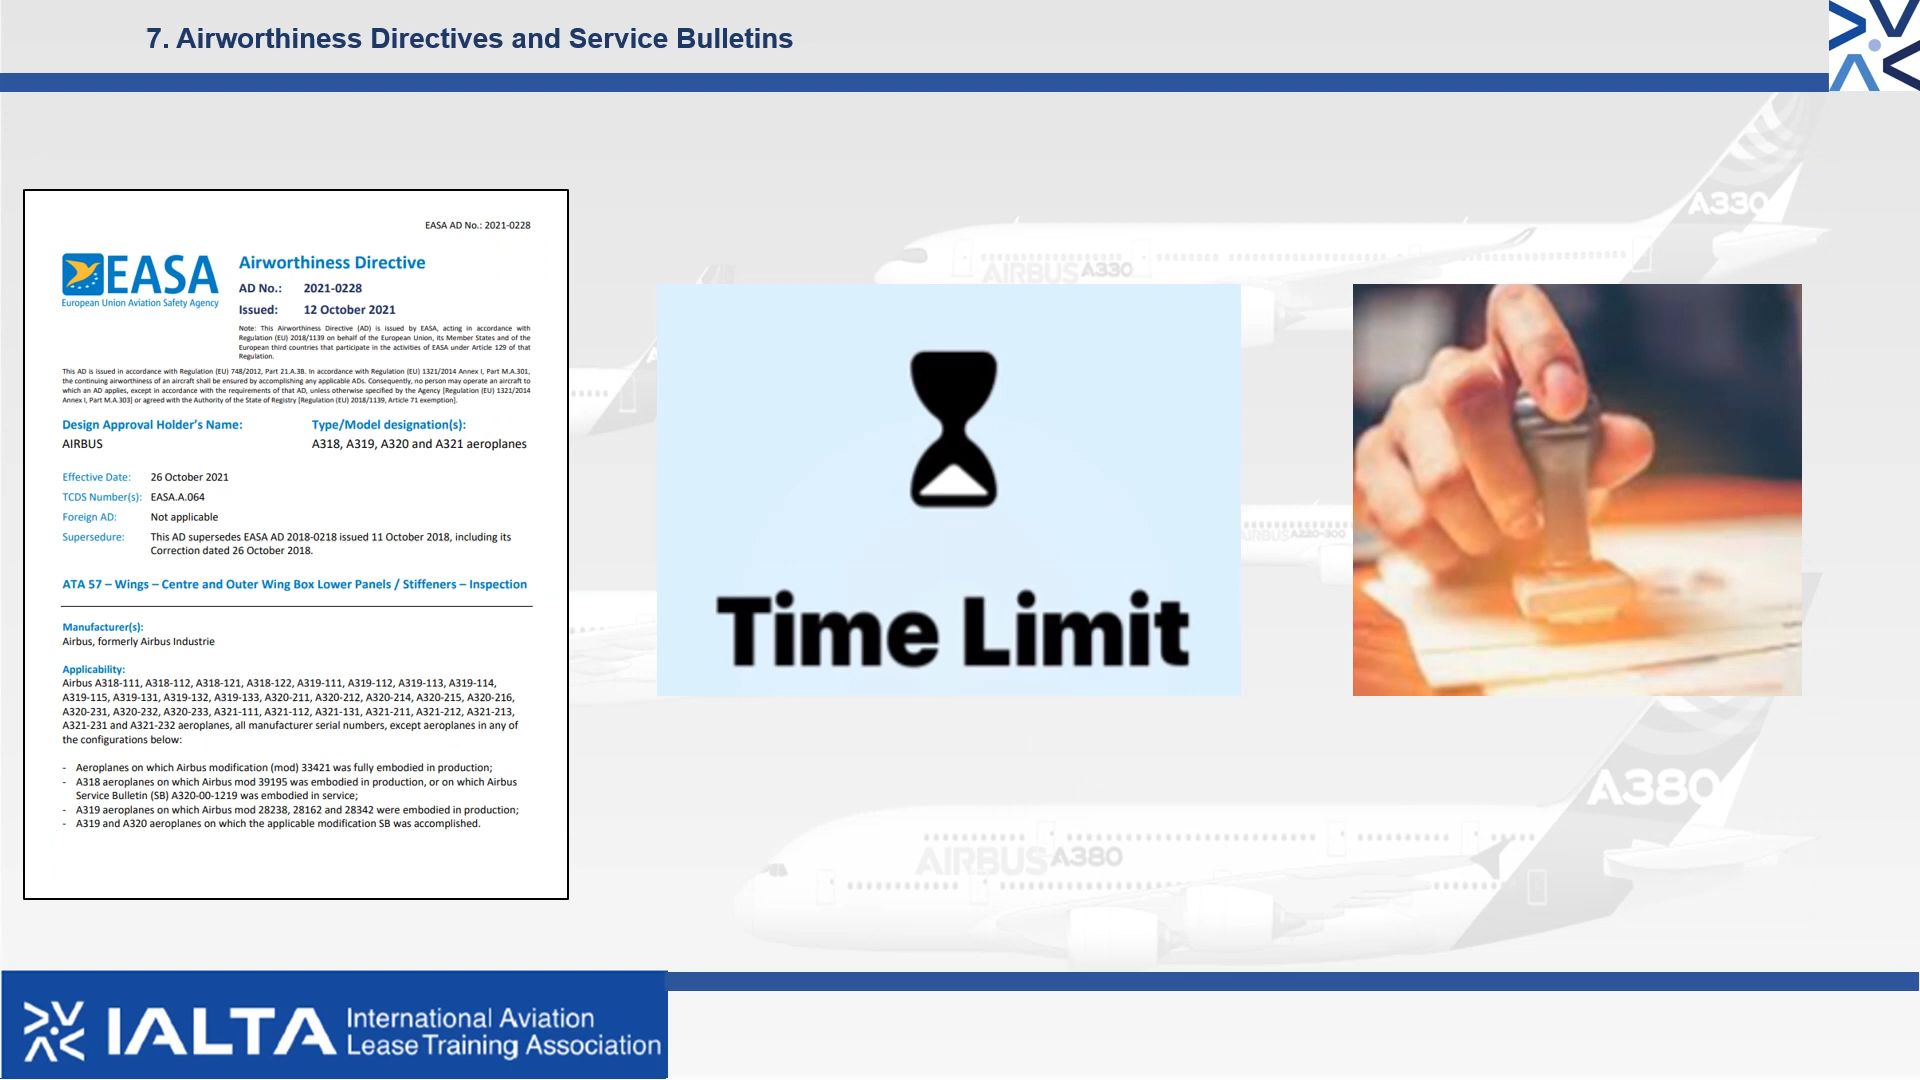 7. Airworthiness Directives and Service Bulletins
EASA AD No.: 2021-0228
EASA
European Union Aviation Safety Agency
Airworthiness Directive
AD No.: 2021-0228
Issued: 12 October 2021
Note: This Airworthiness Directive (AD) is issued by EASA, acting in accordance with
Regulation (EU) 2018/1139 on behalf of the European Union, its Member States and of the
European third countries that participate in the activities of EASA under Article 129 of that
Regulation.
This AD is issued in accordance with Regulation (EU) 748/2012, Part 21.A.3B. In accordance with Regulation (EU) 1321/2014 Annex I, Part M.A.301,
the continuing airworthiness of an aircraft shall be ensured by accomplishing any applicable ADs. Consequently, no person may operate an aircraft to
which an AD applies, except in accordance with the requirements of that AD, unless otherwise specified by the Agency [Regulation (EU) 1321/2014
Annex I, Part M.A.303] or agreed with the Authority of the State of Registry [Regulation (EU) 2018/1139, Article 71 exemption].
Design Approval Holder’s Name: Type/Model designation(s):
AIRBUS A318, A319, A320 and A321 aeroplanes
Effective Date: 26 October 2021
TCDS Number(s): EASA.A.064
Foreign AD: Not applicable
Supersedure: This AD supersedes EASA AD 2018-0218 issued 11 October 2018, including its
Correction dated 26 October 2018.
ATA 57 – Wings – Centre and Outer Wing Box Lower Panels / Stiffeners – Inspection
Manufacturer(s):
Airbus, formerly Airbus Industrie
Applicability:
Airbus A318-111, A318-112, A318-121, A318-122, A319-111, A319-112, A319-113, A319-114,
A319-115, A319-131, A319-132, A319-133, A320-211, A320-212, A320-214, A320-215, A320-216,
A320-231, A320-232, A320-233, A321-111, A321-112, A321-131, A321-211, A321-212, A321-213,
A321-231 and A321-232 aeroplanes, all manufacturer serial numbers, except aeroplanes in any of
the configurations below:
- Aeroplanes on which Airbus modification (mod) 33421 was fully embodied in production;
- A318 aeroplanes on which Airbus mod 39195 was embodied in production, or on which Airbus
Service Bulletin (SB) A320-00-1219 was embodied in service;
- A319 aeroplanes on which Airbus mod 28238, 28162 and 28342 were embodied in production;
- A319 and A320 aeroplanes on which the applicable modification SB was accomplished.
Time Limit
A330
AIRBUS A330
AIRBUS A220-300
A380
AIRBUS A380
IALTA
International Aviation
Lease Training Association